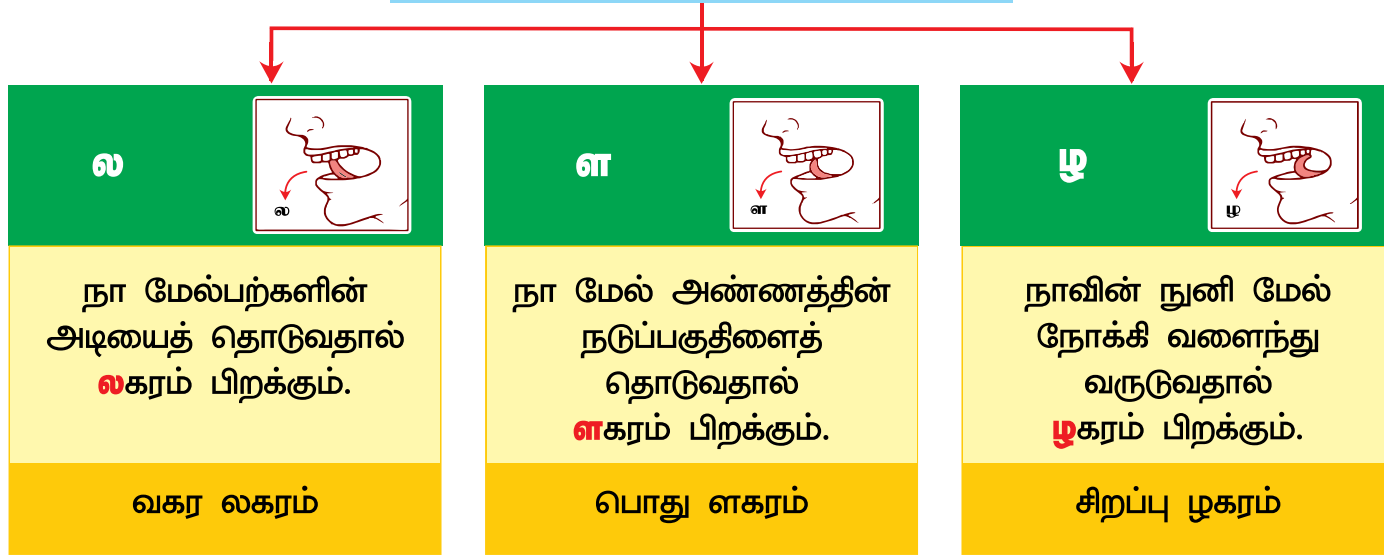 ல
ல
நா மேல்பற்களின்
அடியைத் தொடுவதால்
லகரம் பிறக்கும்.
வகர லகரம்
ள
ள
நா மேல் அண்ணத்தின்
நடுப்பகுதிளைத்
தொடுவதால்
ளகரம் பிறக்கும்.
பொது ளகரம்
ழ
ழ
நாவின் நுனி மேல்
நோக்கி வளைந்து
வருடுவதால்
ழகரம் பிறக்கும்.
சிறப்பு ழகரம்